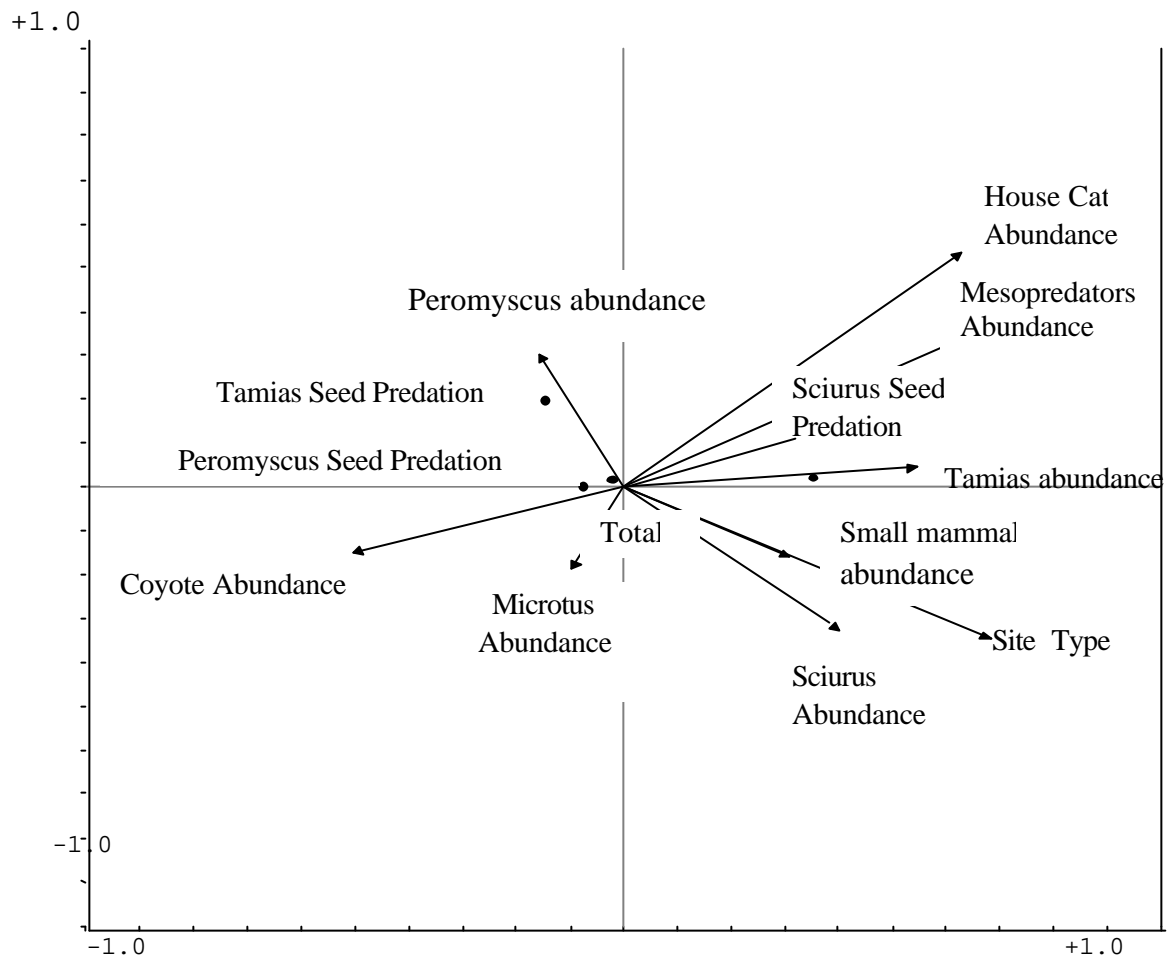 +1.0
House Cat
Abundance
Mesopredators
Abundance
Peromyscus abundance
Tamias Seed Predation
Sciurus Seed
Predation
Peromyscus Seed Predation
Tamias abundance
Total
Small mammal
abundance
Coyote Abundance
Microtus
Abundance
Site Type
Sciurus
Abundance
-1.0
-1.0
+1.0